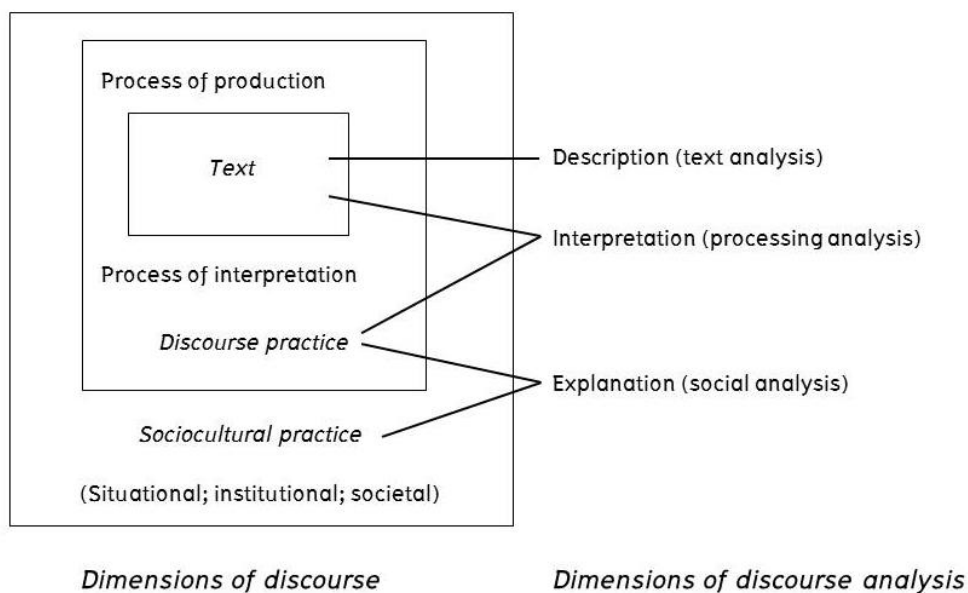 Process of production
Text
Description (text analysis)
Interpretation (processing analysis)
Process of interpretation
Discourse practice
Explanation (social analysis)
Sociocultural practice
(Situational; institutional; societal)
Dimensions of discourse
Dimensions of discourse analysis